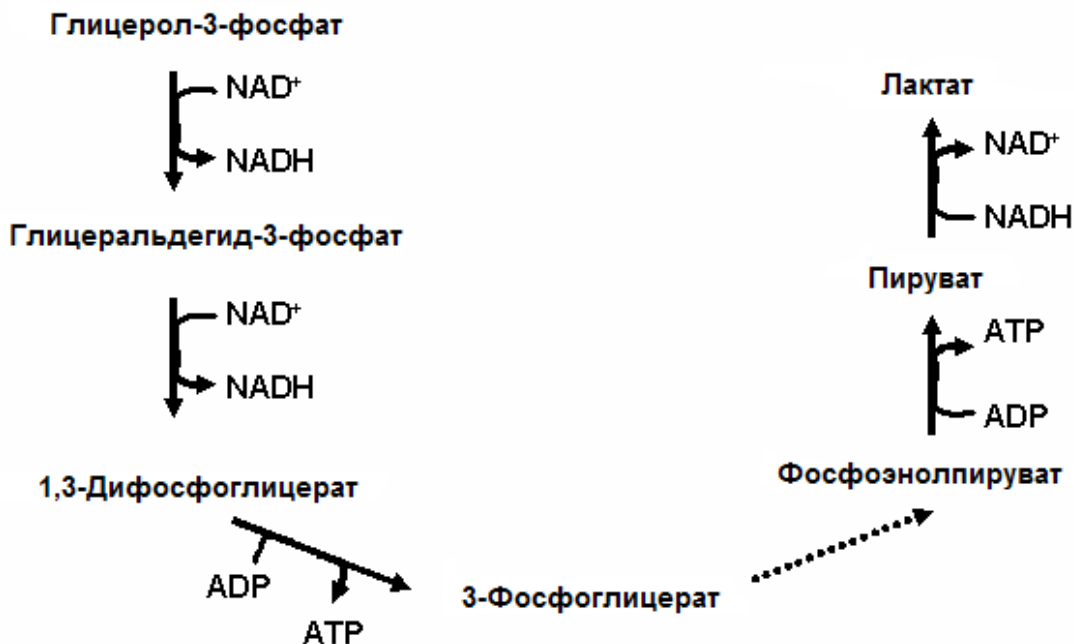 Глицерол-3-фосфат
NAD⁺
NADH
Глицеральдегид-3-фосфат
NAD⁺
NADH
1,3-Дифосфоглицерат
ADP
ATP
3-Фосфоглицерат
Фосфоэнолпируват
ADP
ATP
Пируват
NADH
NAD⁺
Лактат